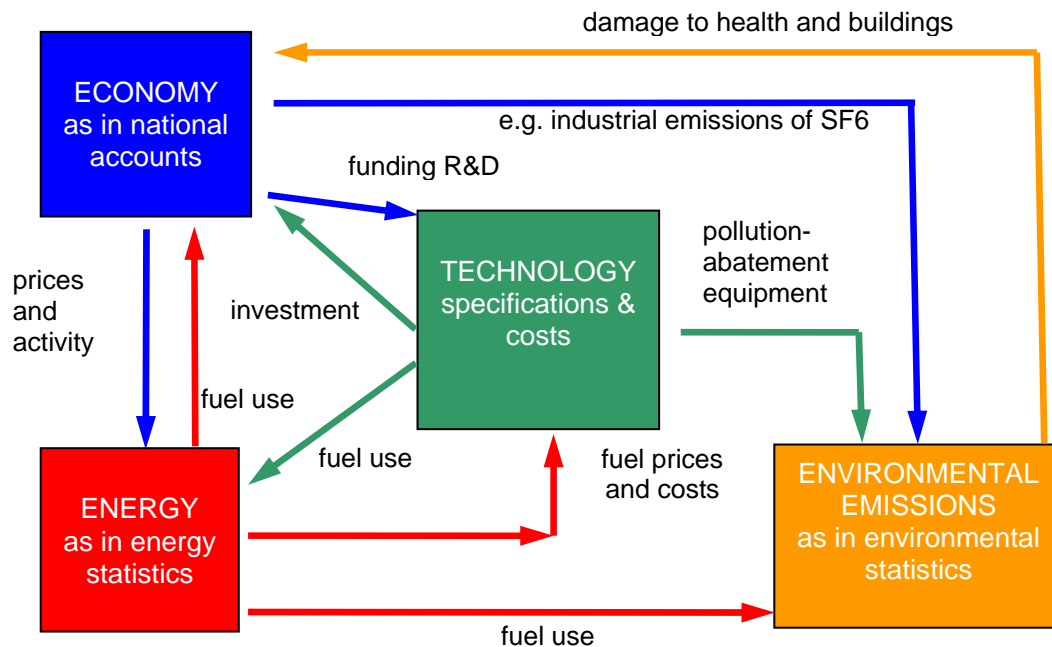 damage to health and buildings
ECONOMY
as in national
accounts
e.g. industrial emissions of SF6
funding R&D
prices
and
activity
investment
TECHNOLOGY
specifications &
costs
pollution-
abatement
equipment
fuel use
fuel use
fuel prices
and costs
ENERGY
as in energy
statistics
ENVIRONMENTAL
EMISSIONS
as in environmental
statistics
fuel use